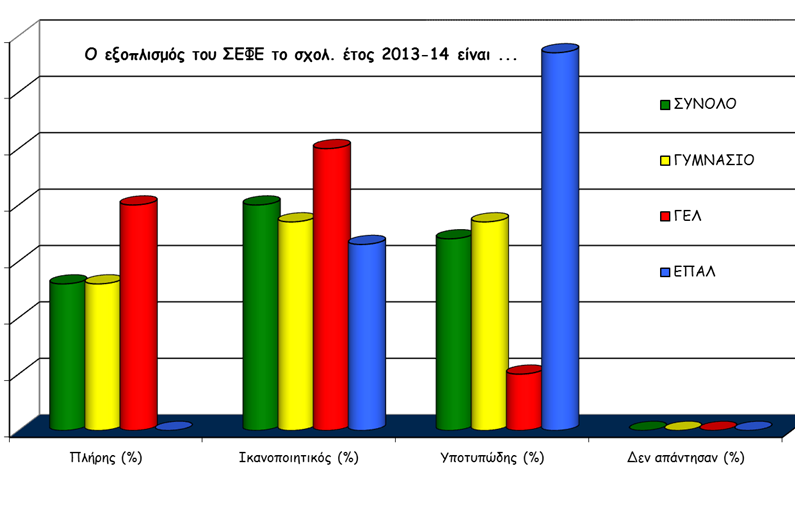 Ο εξοπλισμός του ΣΕΦΕ το σχολ. έτος 2013-14 είναι ...
ΣΥΝΟΛΟ
ΓΥΜΝΑΣΙΟ
ΓΕΛ
ΕΠΑΛ
Πλήρης (%) Ικανοποιητικός (%) Υποτυπώδης (%) Δεν απάντησαν (%)